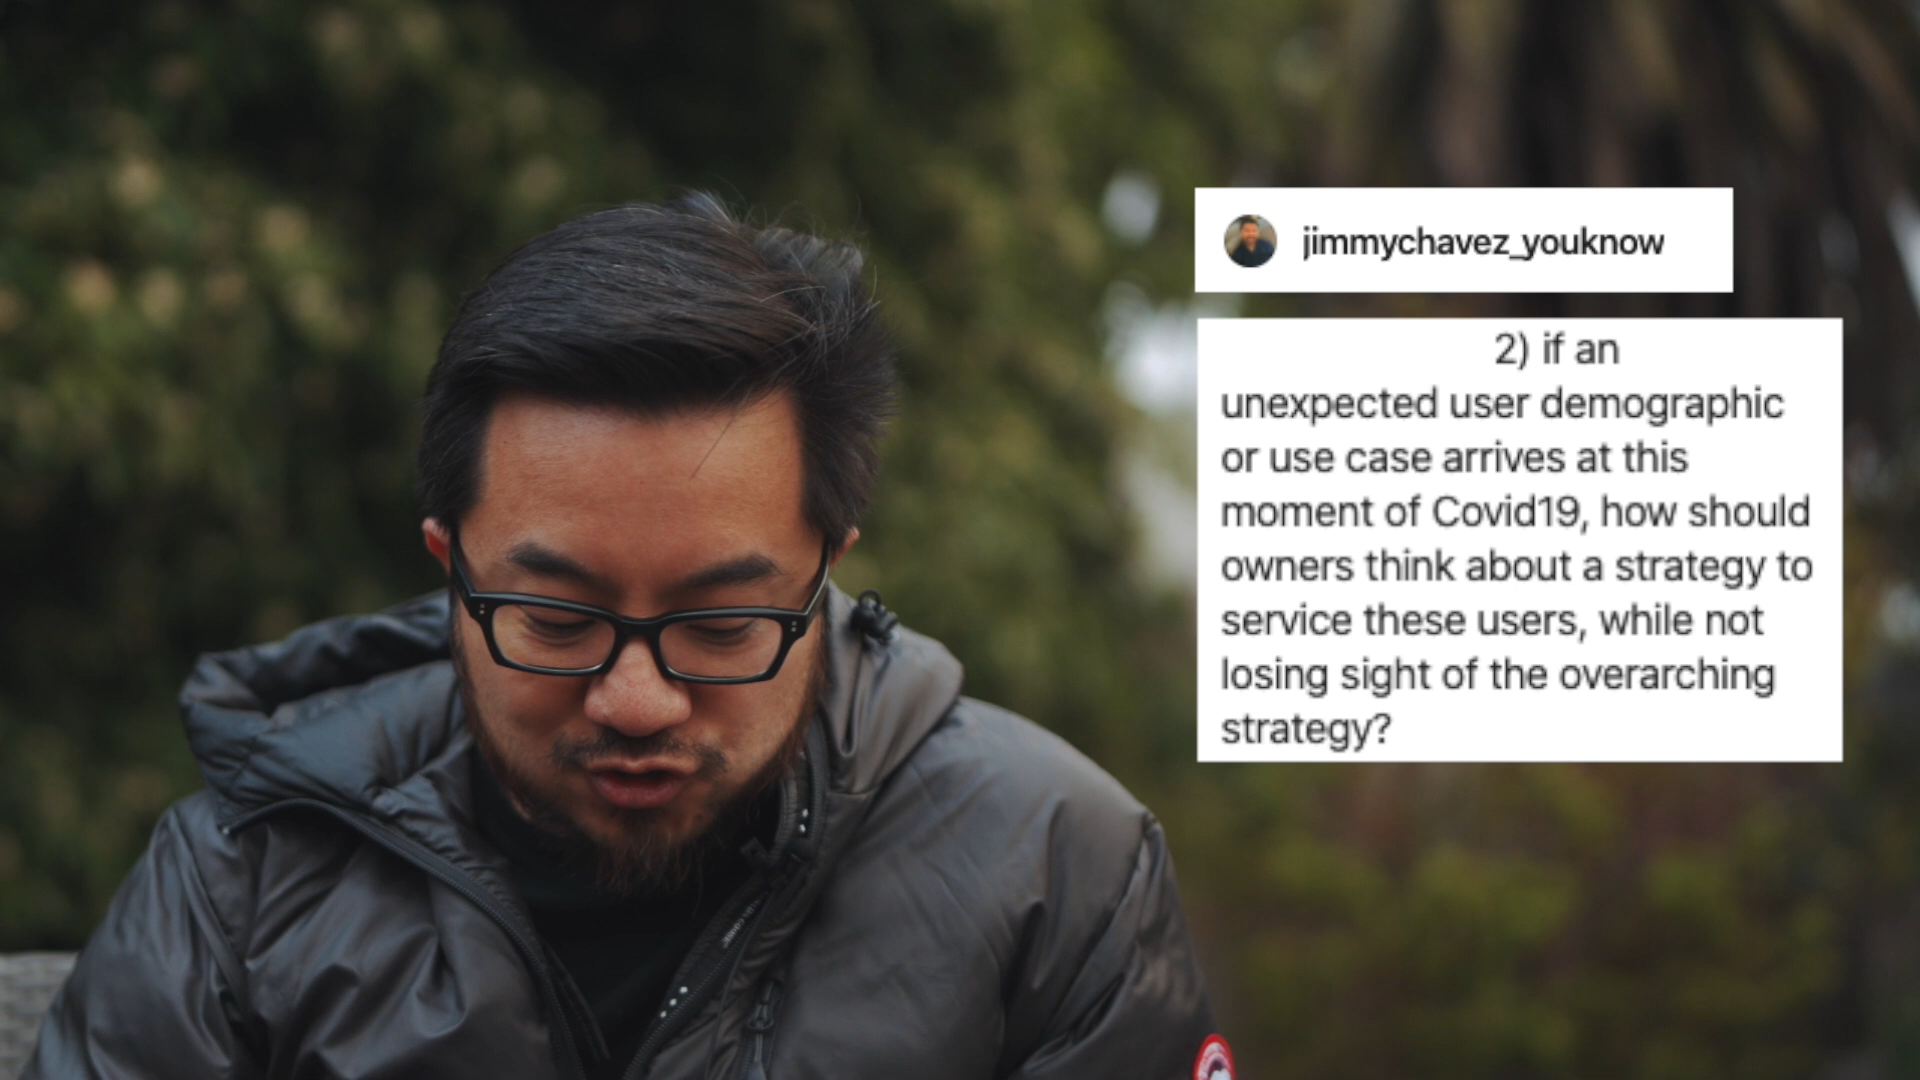 jimmychavez_youknow
2) if an
unexpected user demographic
or use case arrives at this
moment of Covid19, how should
owners think about a strategy to
service these users, while not
losing sight of the overarching
strategy?